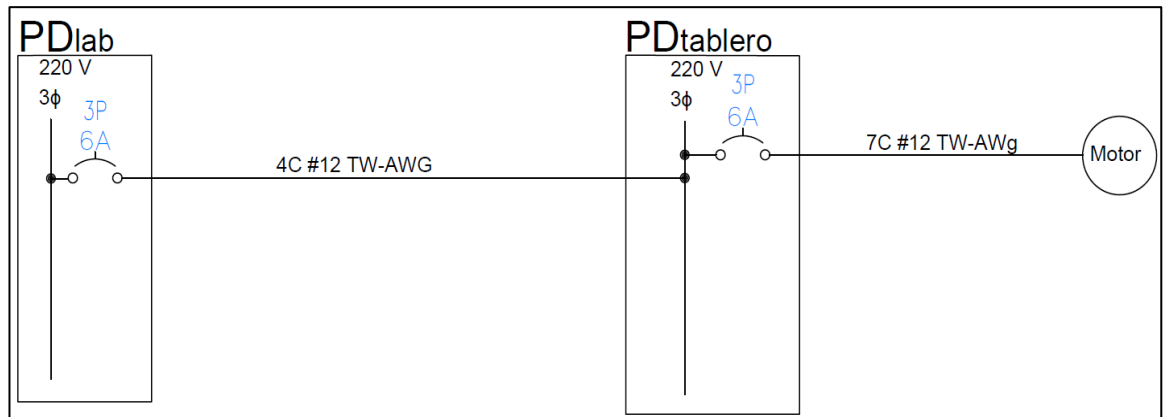 PDlab
220 V
3ϕ
3P
6A
4C #12 TW-AWG
PDtablero
220 V
3ϕ
3P
6A
7C #12 TW-AWg
Motor